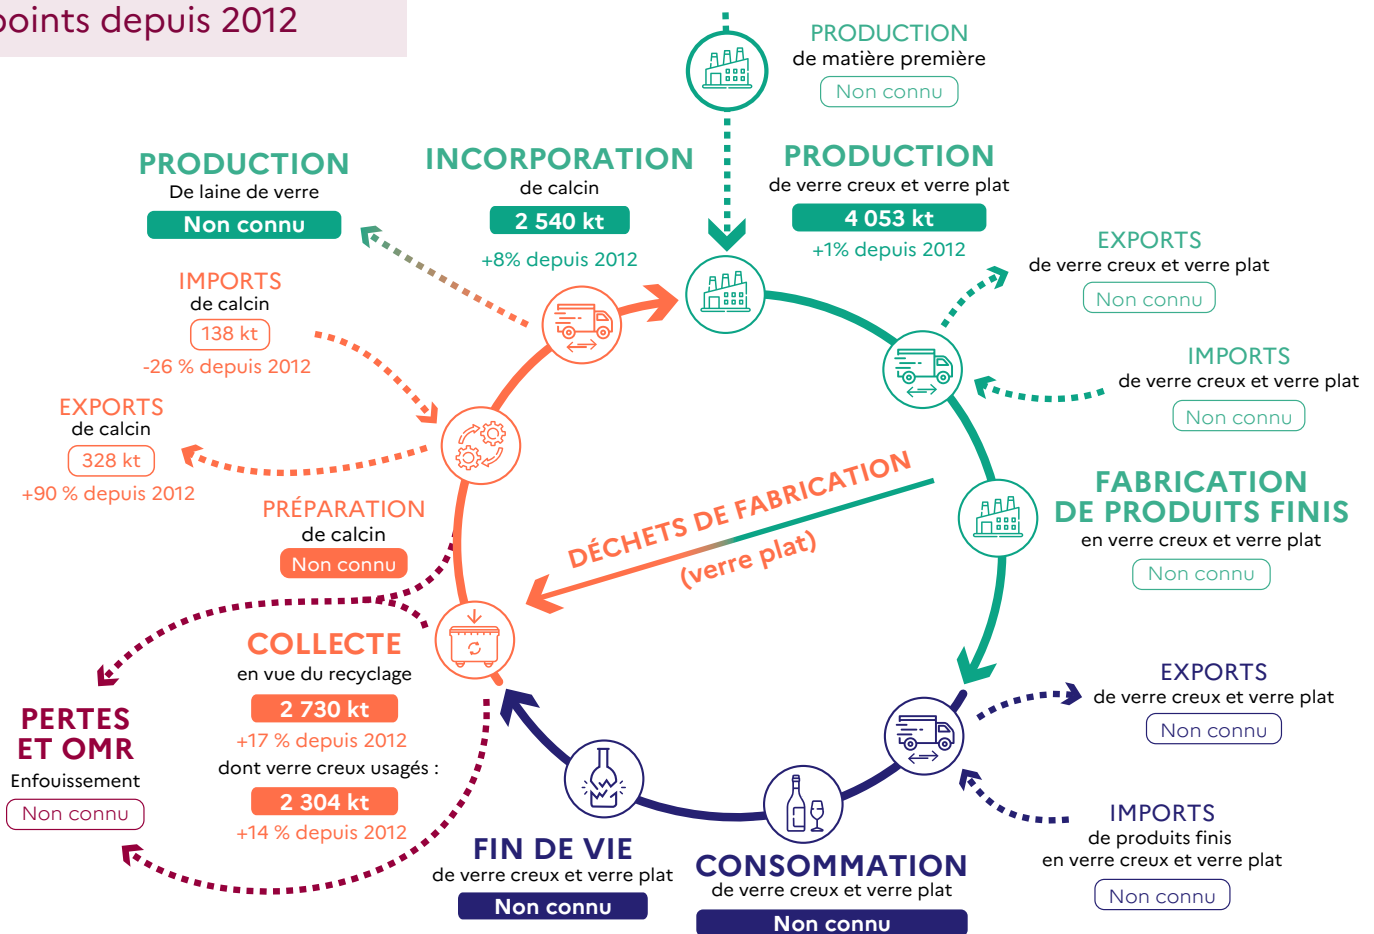 points depuis 2012
PRODUCTION
de matière première
Non connu
PRODUCTION
De laine de verre
Non connu
INCORPORATION
de calcin
2 540 kt
+8% depuis 2012
PRODUCTION
de verre creux et verre plat
4 053 kt
+1% depuis 2012
EXPORTS
de verre creux et verre plat
Non connu
IMPORTS
de verre creux et verre plat
Non connu
IMPORTS
de calcin
138 kt
-26 % depuis 2012
EXPORTS
de calcin
328 kt
+90 % depuis 2012
PRÉPARATION
de calcin
Non connu
DÉCHETS DE FABRICATION
(verre plat)
FABRICATION
DE PRODUITS FINIS
en verre creux et verre plat
Non connu
COLLECTE
en vue du recyclage
2 730 kt
+17 % depuis 2012
dont verre creux usagés :
2 304 kt
+14 % depuis 2012
PERTES
ET OMR
Enfouissement
Non connu
EXPORTS
de verre creux et verre plat
Non connu
IMPORTS
de produits finis
en verre creux et verre plat
Non connu
FIN DE VIE
de verre creux et verre plat
Non connu
CONSOMMATION
de verre creux et verre plat
Non connu